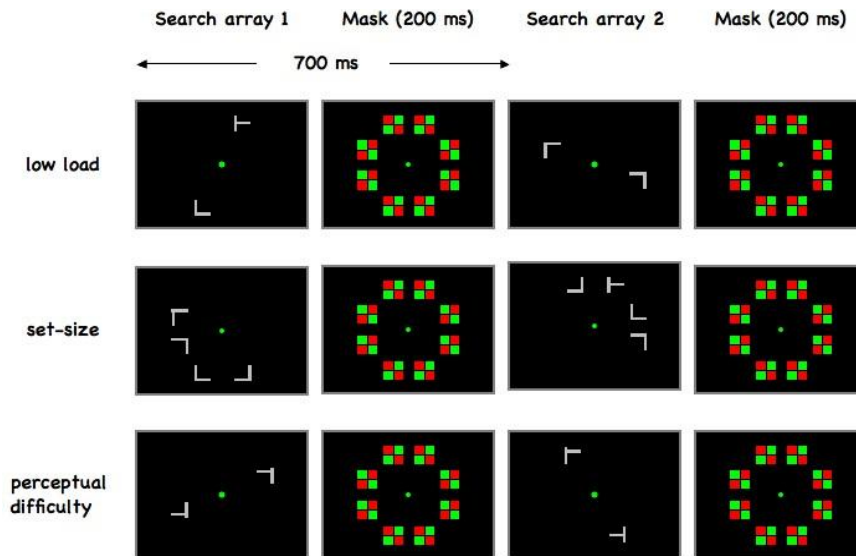 Search array 1 Mask (200 ms) Search array 2 Mask (200 ms)
700 ms
low load
set-size
perceptual
difficulty